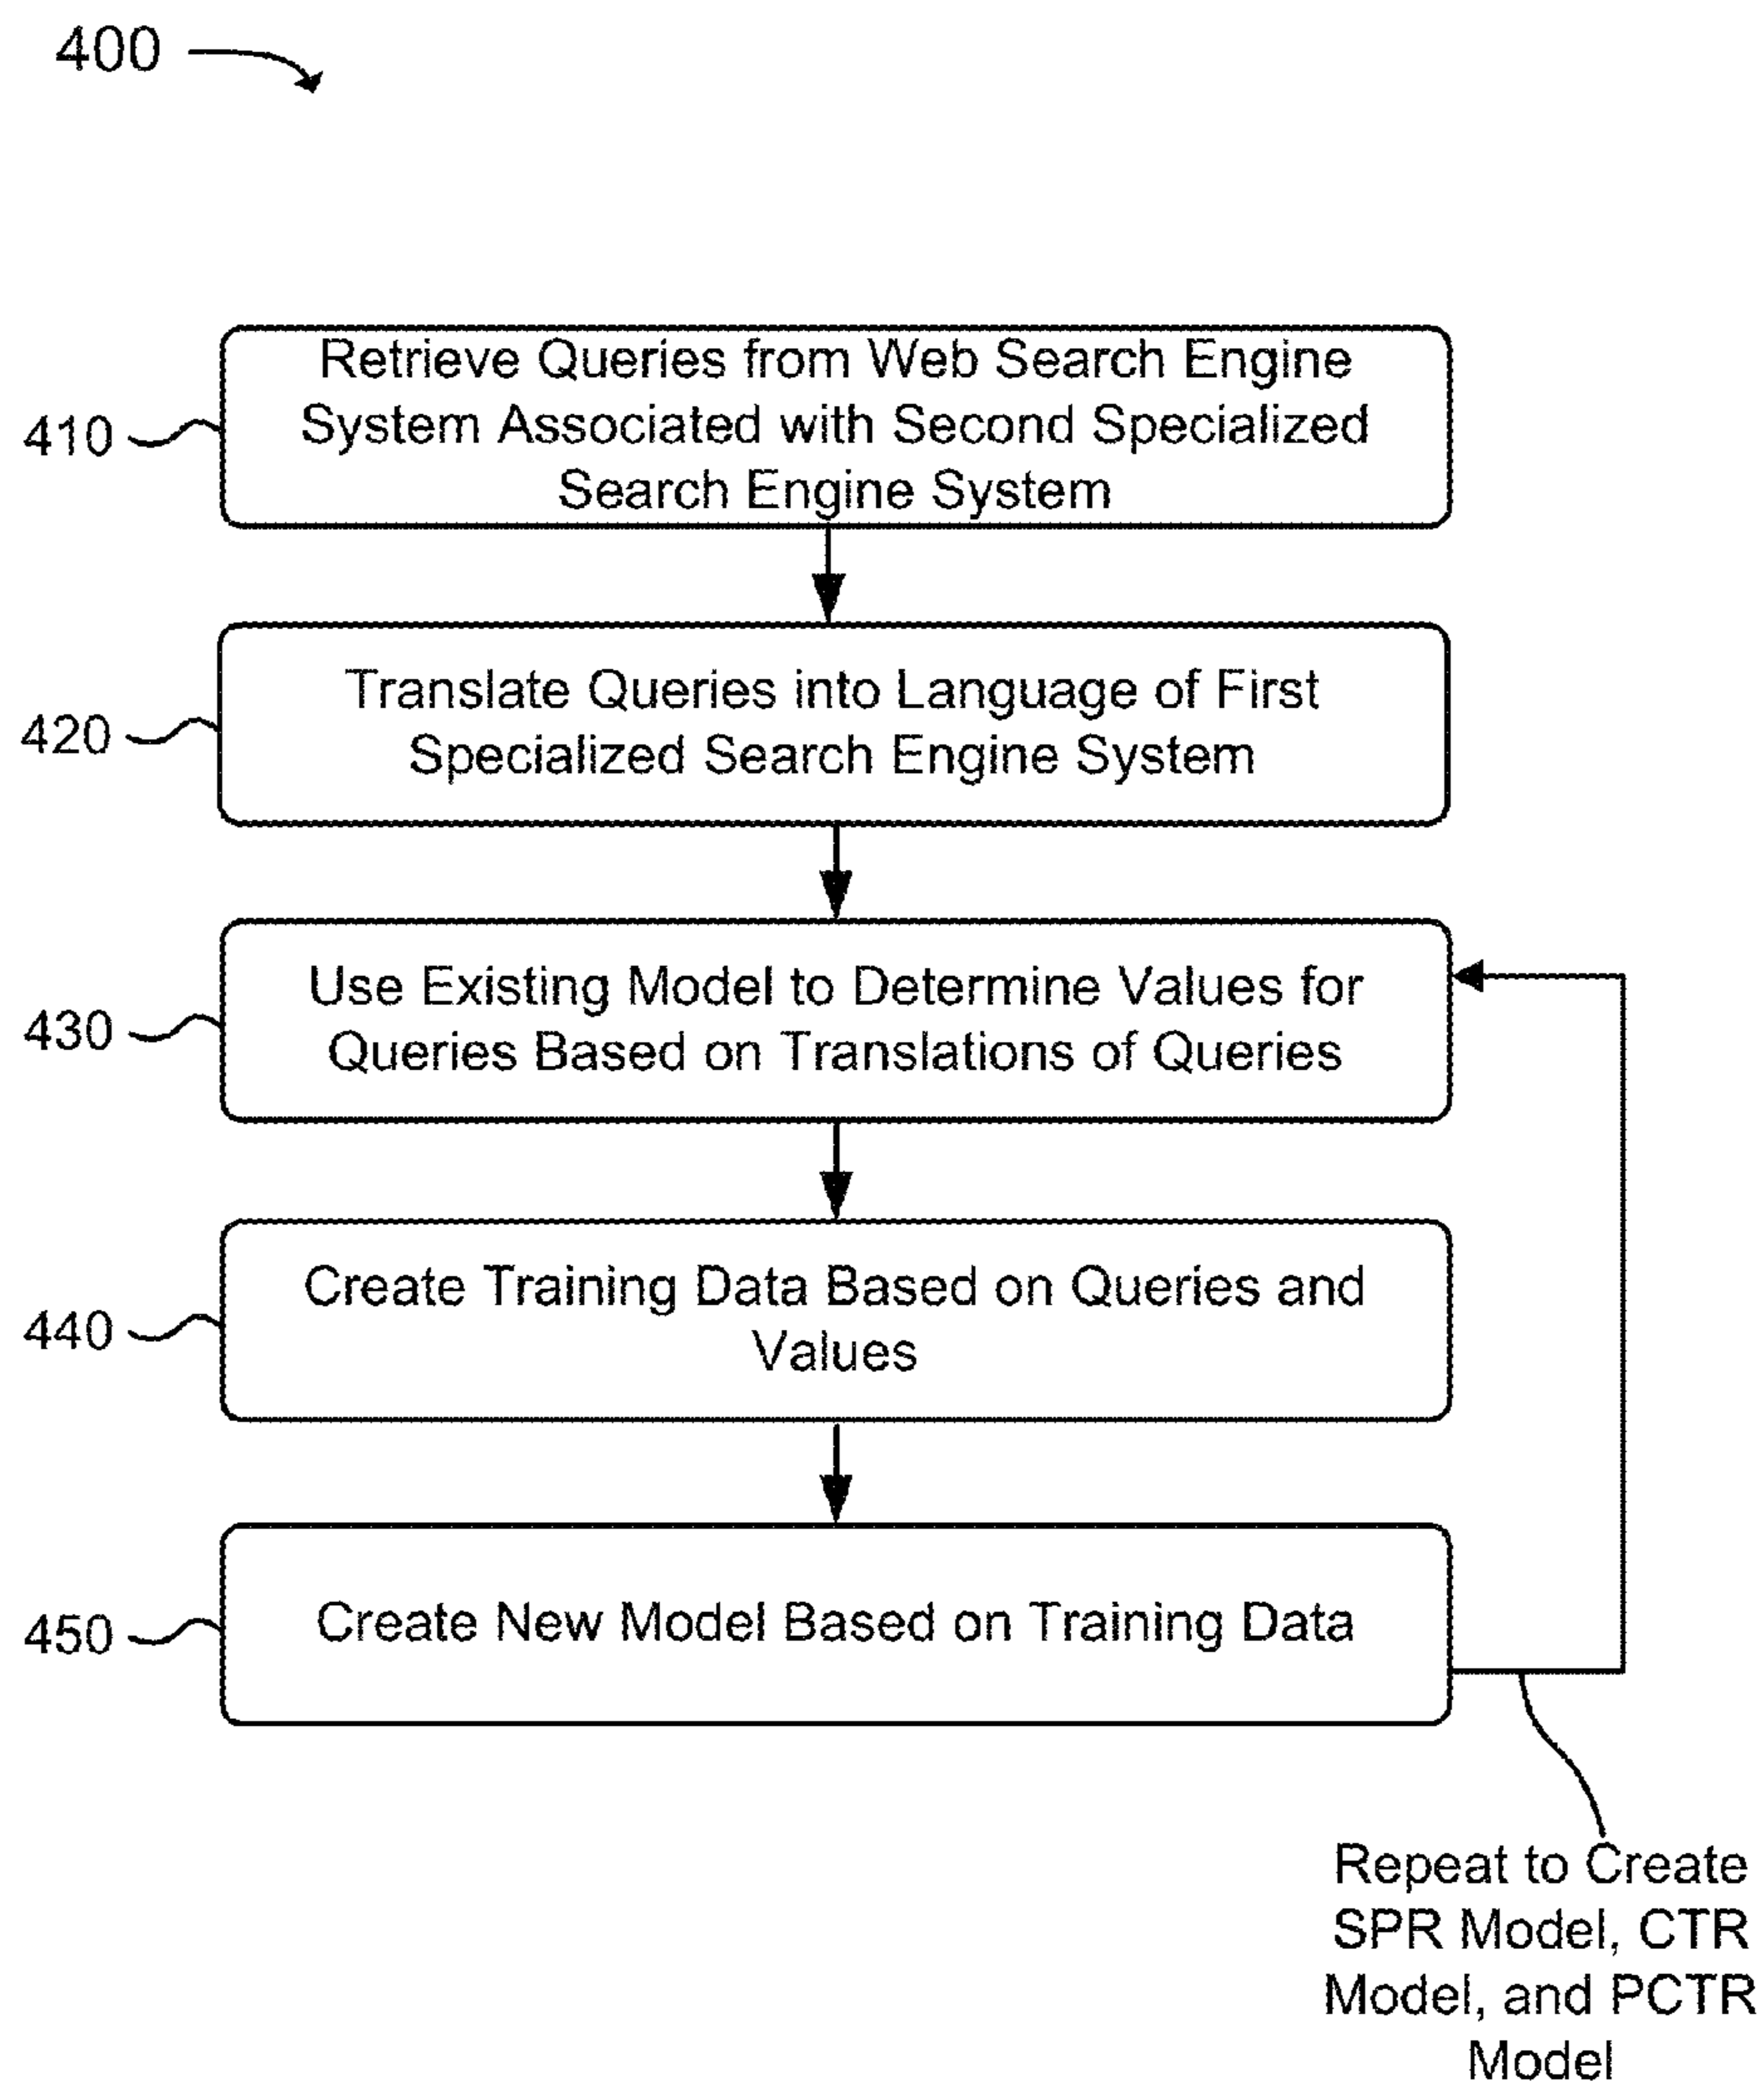 400
Retrieve Queries from Web Search Engine
System Associated with Second Specialized
Search Engine System
410
Translate Queries into Language of First
Specialized Search Engine System
420
Use Existing Model to Determine Values for
Queries Based on Translations of Queries
430
Create Training Data Based on Queries and
Values
440
Create New Model Based on Training Data
450
Repeat to Create
SPR Model, CTR
Model, and PCTR
Model